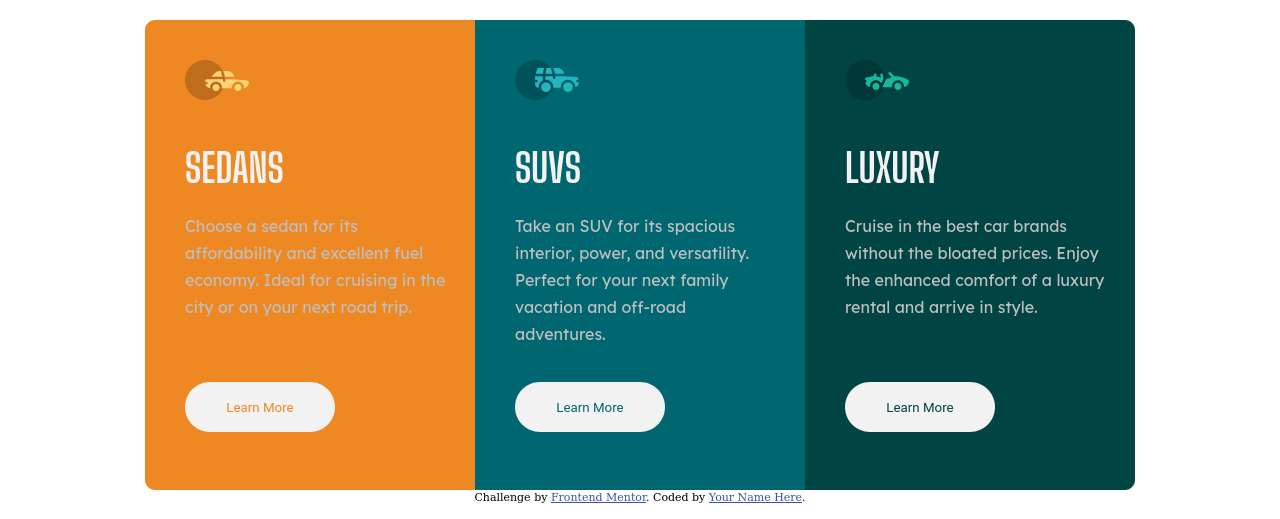 SEDANS
Choose a sedan for its
affordability and excellent fuel
economy. Ideal for cruising in the
city or on your next road trip.
Learn More
SUVS
Take an SUV for its spacious
interior, power, and versatility.
Perfect for your next family
vacation and off-road
adventures.
Learn More
LUXURY
Cruise in the best car brands
without the bloated prices. Enjoy
the enhanced comfort of a luxury
rental and arrive in style.
Learn More
Challenge by Frontend Mentor. Coded by Your Name Here.